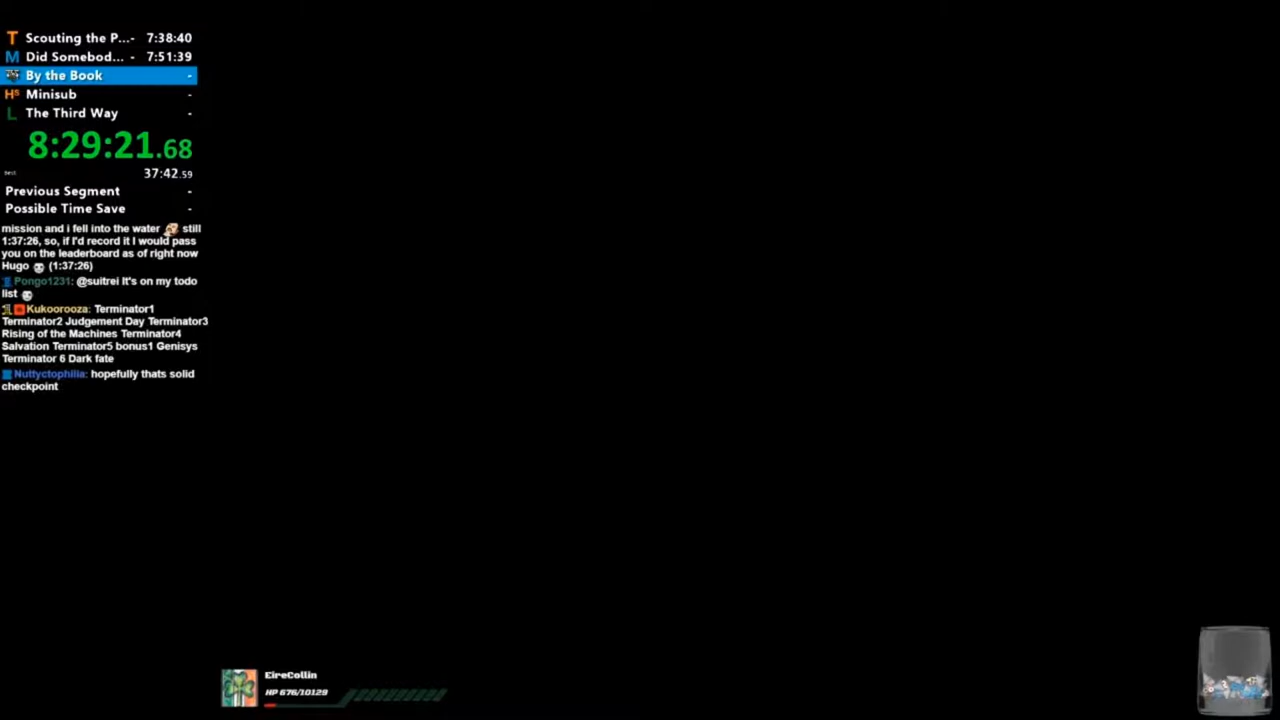 Scouting the P...- 7:38:40
Did Somebod... - 7:51:39
By the Book -
Minisub -
L The Third Way -
8:29:21.68
Best 37:42.59
Previous Segment -
Possible Time Save -
mission and i fell into the water still
1:37:26, so, if I'd record it I would pass
you on the leaderboard as of right now
Hugo (1:37:26)
Pongo1231: @suitrei It's on my todo
list
Kukoorooza: Terminator1
Terminator2 Judgement Day Terminator3
Rising of the Machines Terminator4
Salvation Terminator5 bonus1 Genisys
Terminator 6 Dark fate
Nuttyctophilia: hopefully thats solid
checkpoint
EireCollin
HP 676/10129